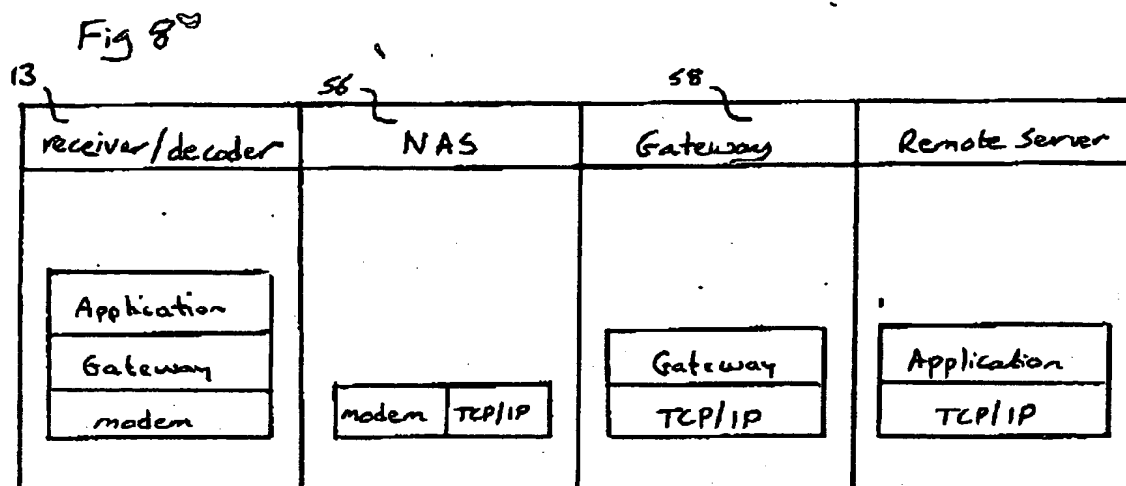 Fig 8
13
56
58
receiver/decoder
NAS
Gateway
Remote Server
Application
Gateway
modem
modem
TCP/IP
Gateway
TCP/IP
Application
TCP/IP